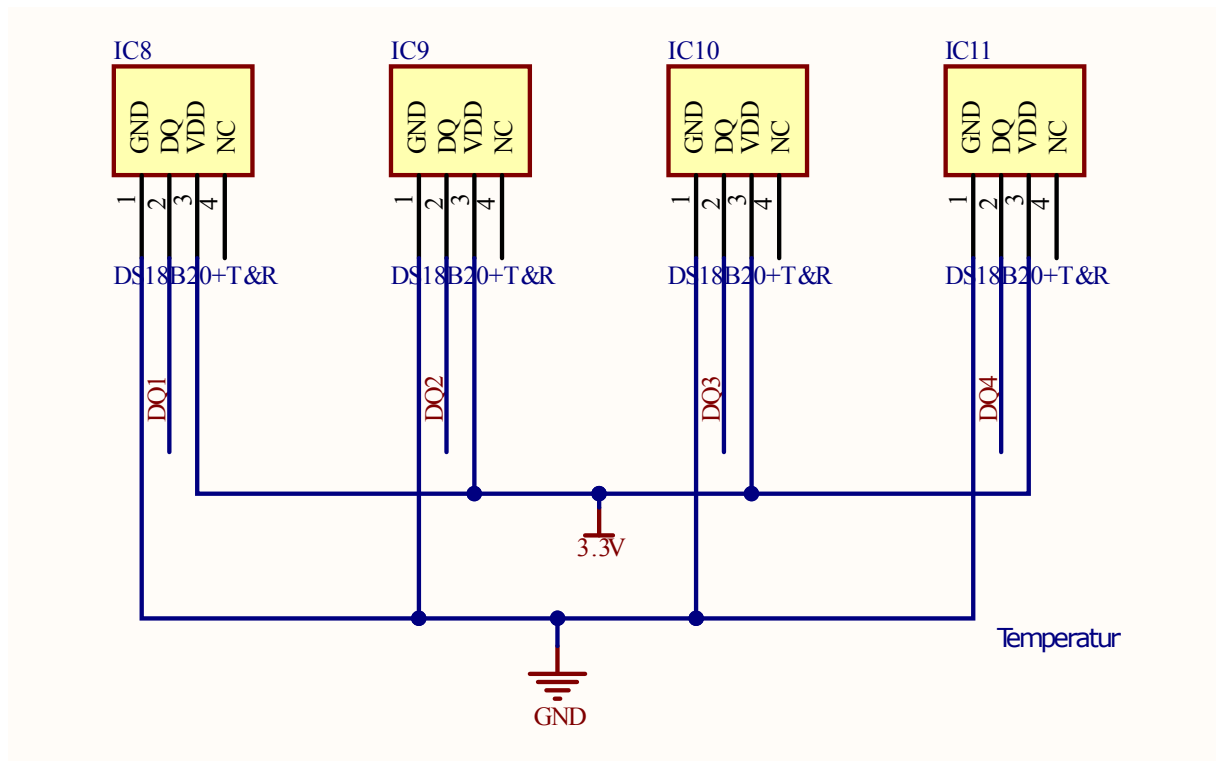 IC8
IC9
IC10
IC11
GND
DQ
VDD
NC
GND
DQ
VDD
NC
GND
DQ
VDD
NC
GND
DQ
VDD
NC
1
2
3
4
1
2
3
4
1
2
3
4
1
2
3
4
DS18B20+T&R
DS18B20+T&R
DS18B20+T&R
DS18B20+T&R
DQ1
DQ2
DQ3
DQ4
3.3V
Temperatur
GND